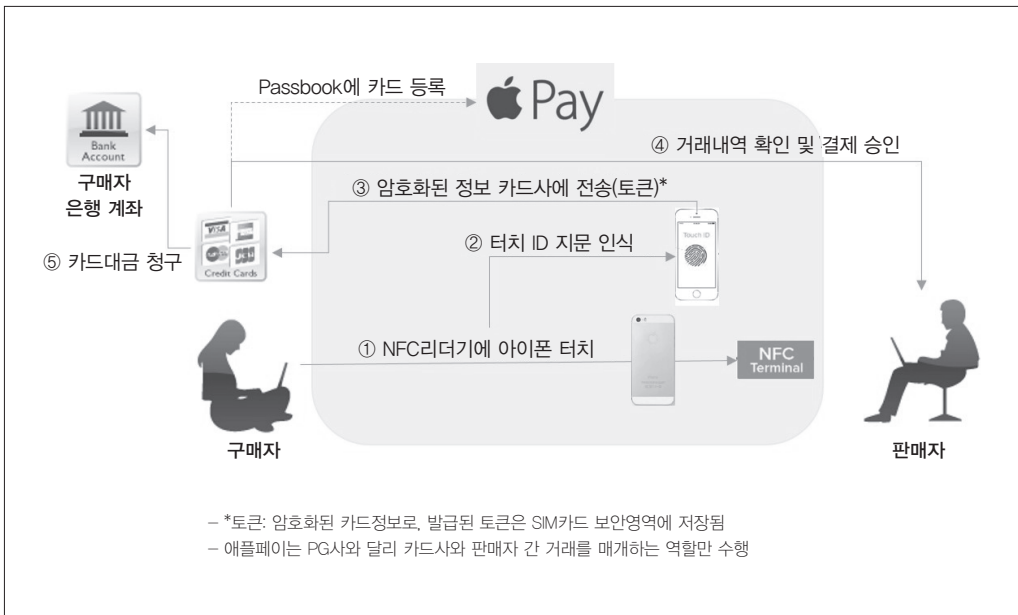 Passbook에 카드 등록
Pay
Bank
Account
구매자
은행 계좌
④ 거래내역 확인 및 결제 승인
③ 암호화된 정보 카드사에 전송(토큰)*
VISA
Credit Cards
② 터치 ID 지문 인식
Touch ID
⑤ 카드대금 청구
① NFC리더기에 아이폰 터치
NFC
Terminal
구매자
판매자
– *토큰: 암호화된 카드정보로, 발급된 토큰은 SIM카드 보안영역에 저장됨
– 애플페이는 PG사와 달리 카드사와 판매자 간 거래를 매개하는 역할만 수행